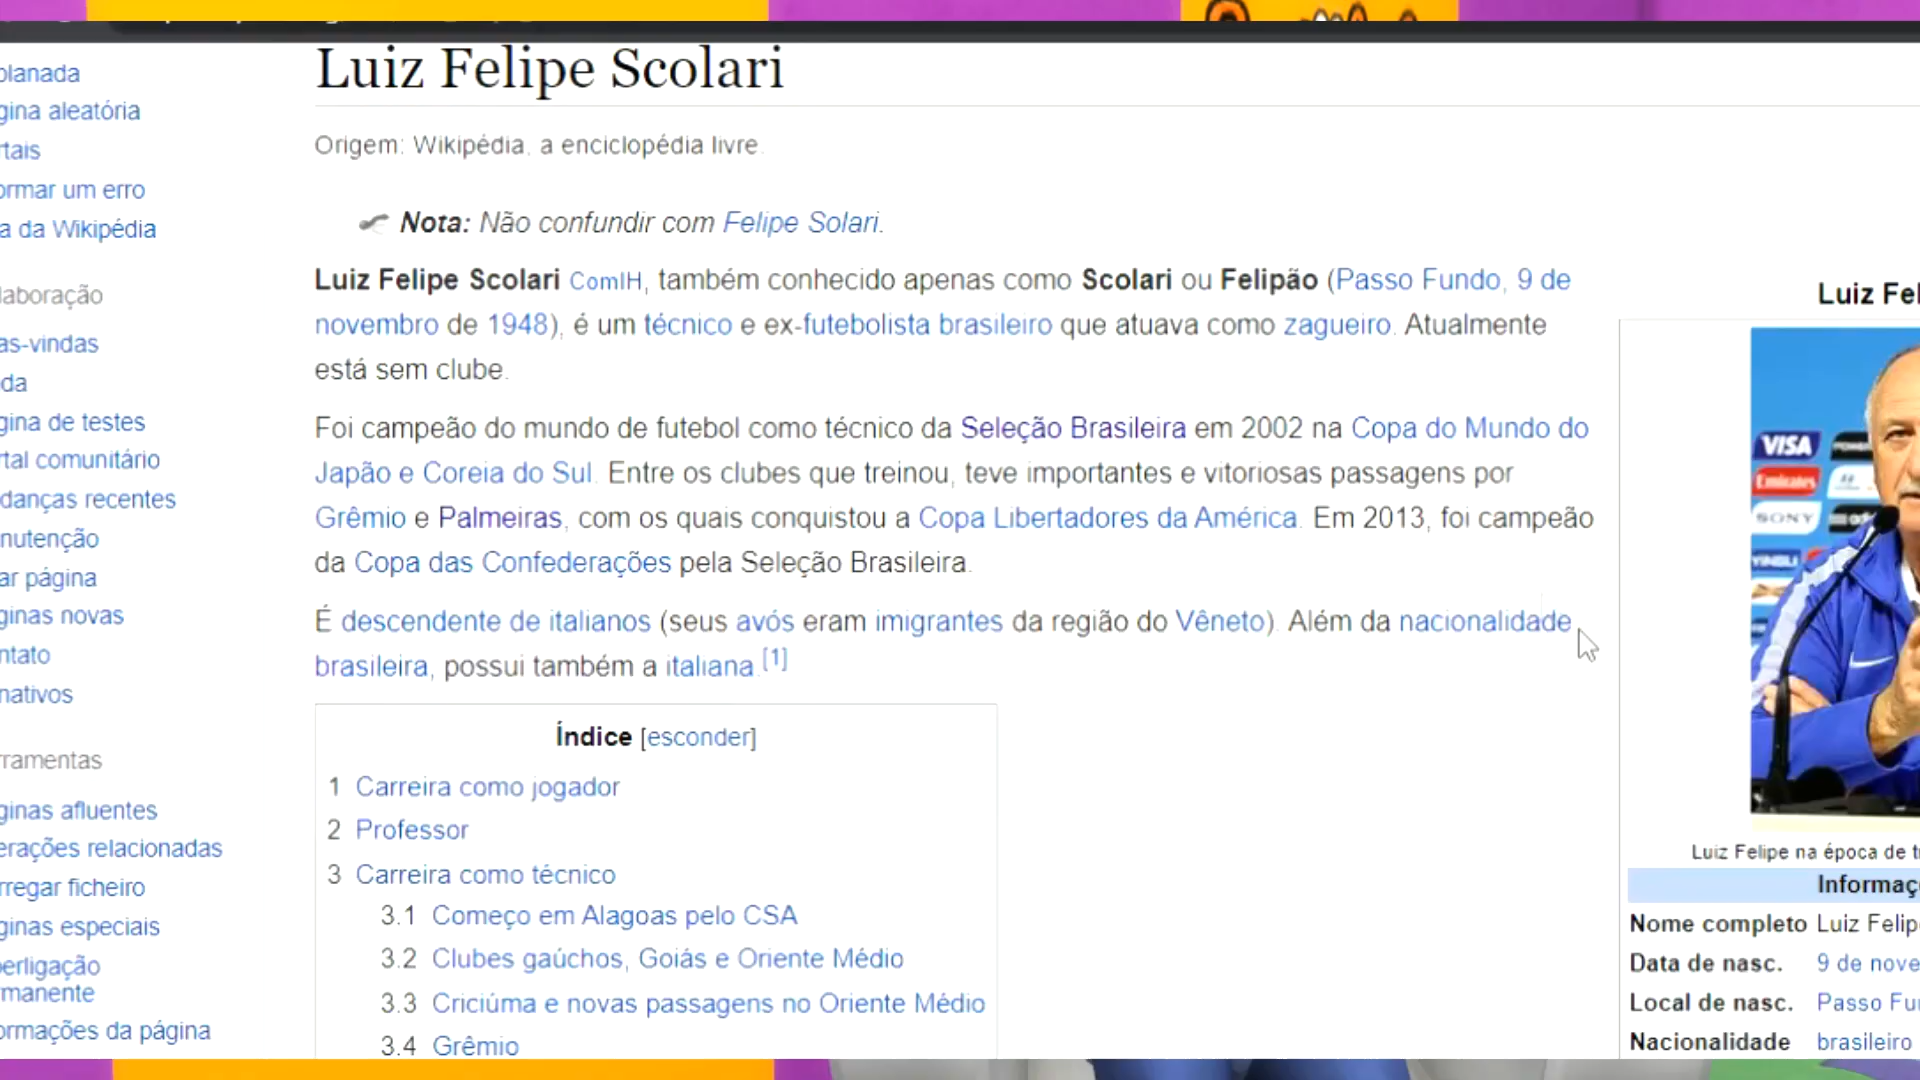 Luiz Felipe Scolari
Origem: Wikipédia, a enciclopédia livre.
Nota: Não confundir com Felipe Solari.
Luiz Felipe Scolari ComIH, também conhecido apenas como Scolari ou Felipão (Passo Fundo, 9 de
novembro de 1948), é um técnico e ex-futebolista brasileiro que atuava como zagueiro. Atualmente
está sem clube.
Foi campeão do mundo de futebol como técnico da Seleção Brasileira em 2002 na Copa do Mundo do
Japão e Coreia do Sul. Entre os clubes que treinou, teve importantes e vitoriosas passagens por
Grêmio e Palmeiras, com os quais conquistou a Copa Libertadores da América. Em 2013, foi campeão
da Copa das Confederações pela Seleção Brasileira.
É descendente de italianos (seus avós eram imigrantes da região do Vêneto). Além da nacionalidade
brasileira, possui também a italiana.[1]
Índice [esconder]
1 Carreira como jogador
2 Professor
3 Carreira como técnico
3.1 Começo em Alagoas pelo CSA
3.2 Clubes gaúchos, Goiás e Oriente Médio
3.3 Criciúma e novas passagens no Oriente Médio
3.4 Grêmio
planada
gina aleatória
rtais
ormar um erro
a da Wikipédia
laboração
as-vindas
da
gina de testes
rtal comunitário
danças recentes
nutenção
ar página
ginas novas
ntato
nativos
rramentas
ginas afluentes
erações relacionadas
rregar ficheiro
ginas especiais
perligação
rmanente
ormações da página
Luiz Fel
VISA
Emirates
SONY
Luiz Felipe na época de t
Informaç
Nome completo Luiz Felip
Data de nasc. 9 de nove
Local de nasc. Passo Fu
Nacionalidade brasileiro